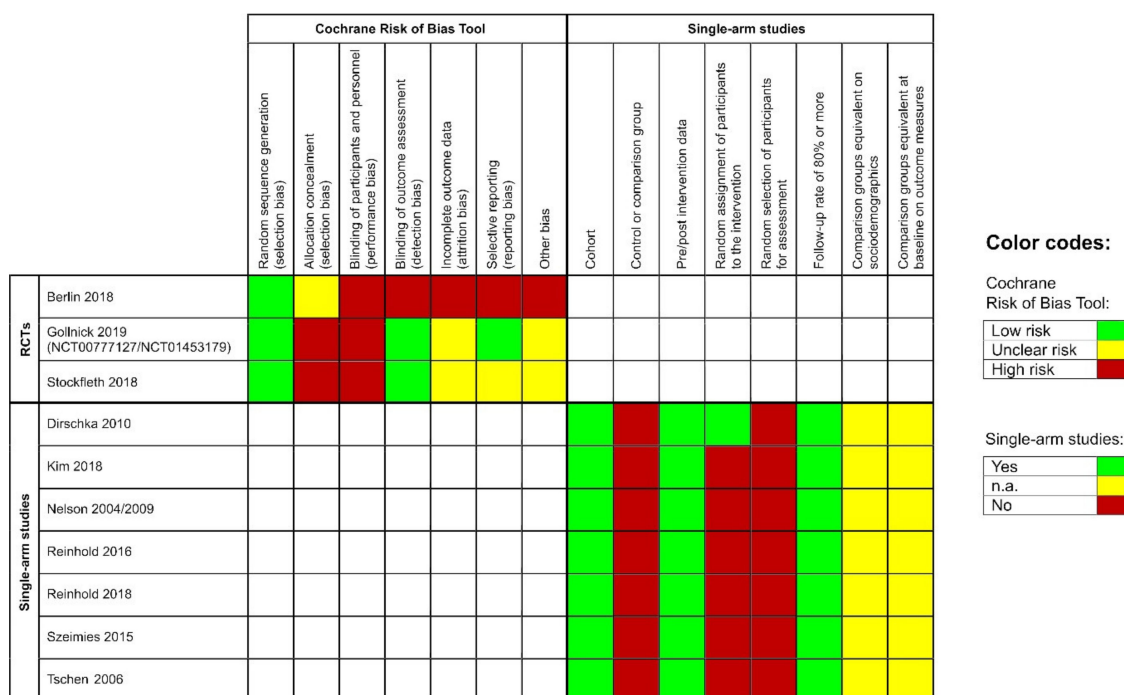 Cochrane Risk of Bias Tool
Single-arm studies
Random sequence generation
(selection bias)
Allocation concealment
(selection bias)
Blinding of participants and personnel
(performance bias)
Blinding of outcome assessment
(detection bias)
Incomplete outcome data
(attrition bias)
Selective reporting
(reporting bias)
Other bias
Cohort
Control or comparison group
Pre/post intervention data
Random assignment of participants
to the intervention
Random selection of participants
for assessment
Follow-up rate of 80% or more
Comparison groups equivalent on
sociodemographics
Comparison groups equivalent at
baseline on outcome measures
RCTs
Berlin 2018
Gollnick 2019
(NCT00777127/NCT01453179)
Stockfleth 2018
Single-arm studies
Dirschka 2010
Kim 2018
Nelson 2004/2009
Reinhold 2016
Reinhold 2018
Szeimies 2015
Tschen 2006
Color codes:
Cochrane
Risk of Bias Tool:
Low risk
Unclear risk
High risk
Single-arm studies:
Yes
n.a.
No